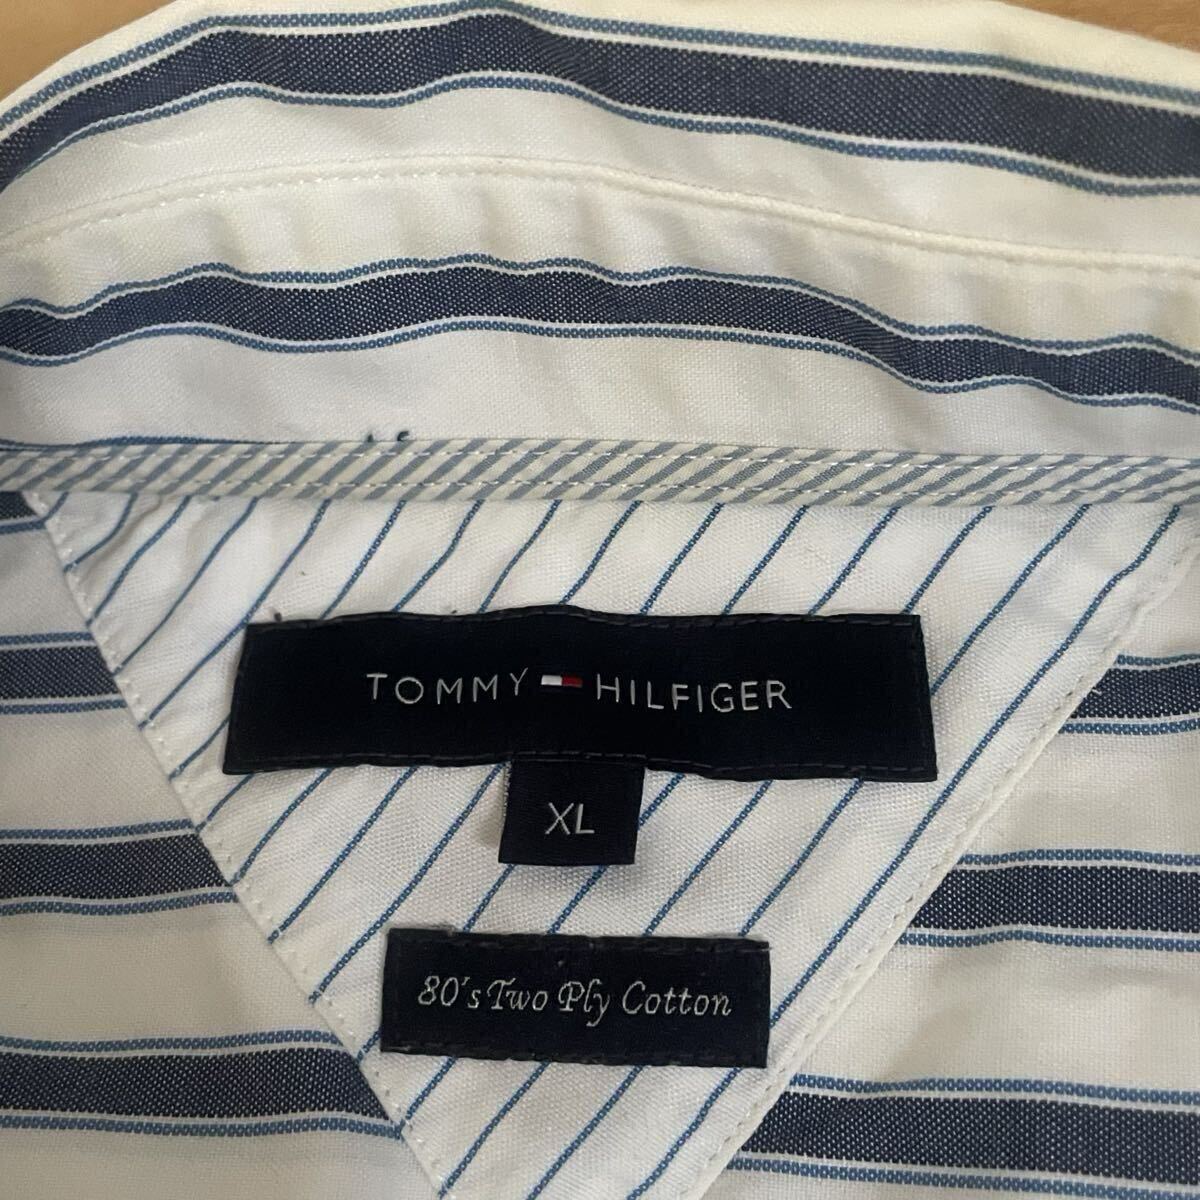 TOMMY HILFIGER
XL
80's Two Ply Cotton